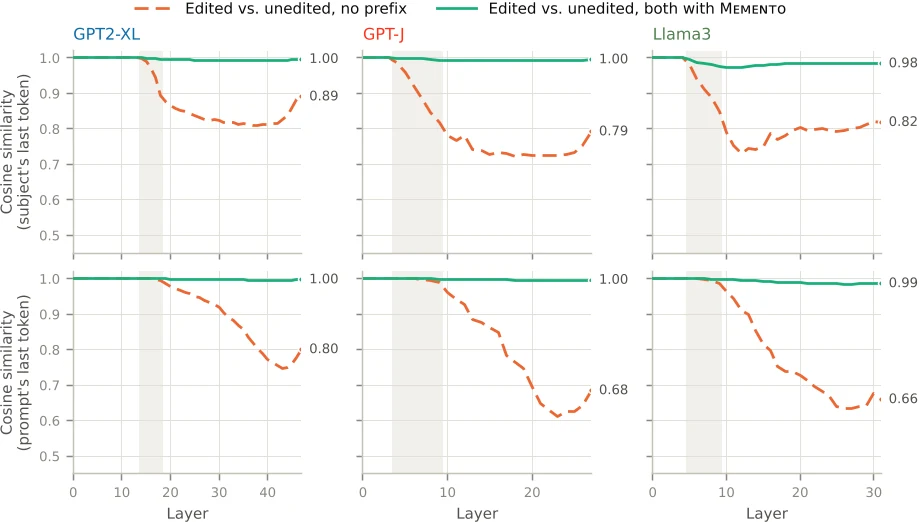 Edited vs. unedited, no prefix
Edited vs. unedited, both with MEMENTO
GPT2-XL
GPT-J
Llama3
Cosine similarity
(subject's last token)
1.0
0.9
0.8
0.7
0.6
0.5
1.00
0.89
1.00
0.79
0.98
0.82
Cosine similarity
(prompt's last token)
1.0
0.9
0.8
0.7
0.6
0.5
1.00
0.80
1.00
0.68
0.99
0.66
0 10 20 30 40
0 10 20
0 10 20 30
Layer
Layer
Layer